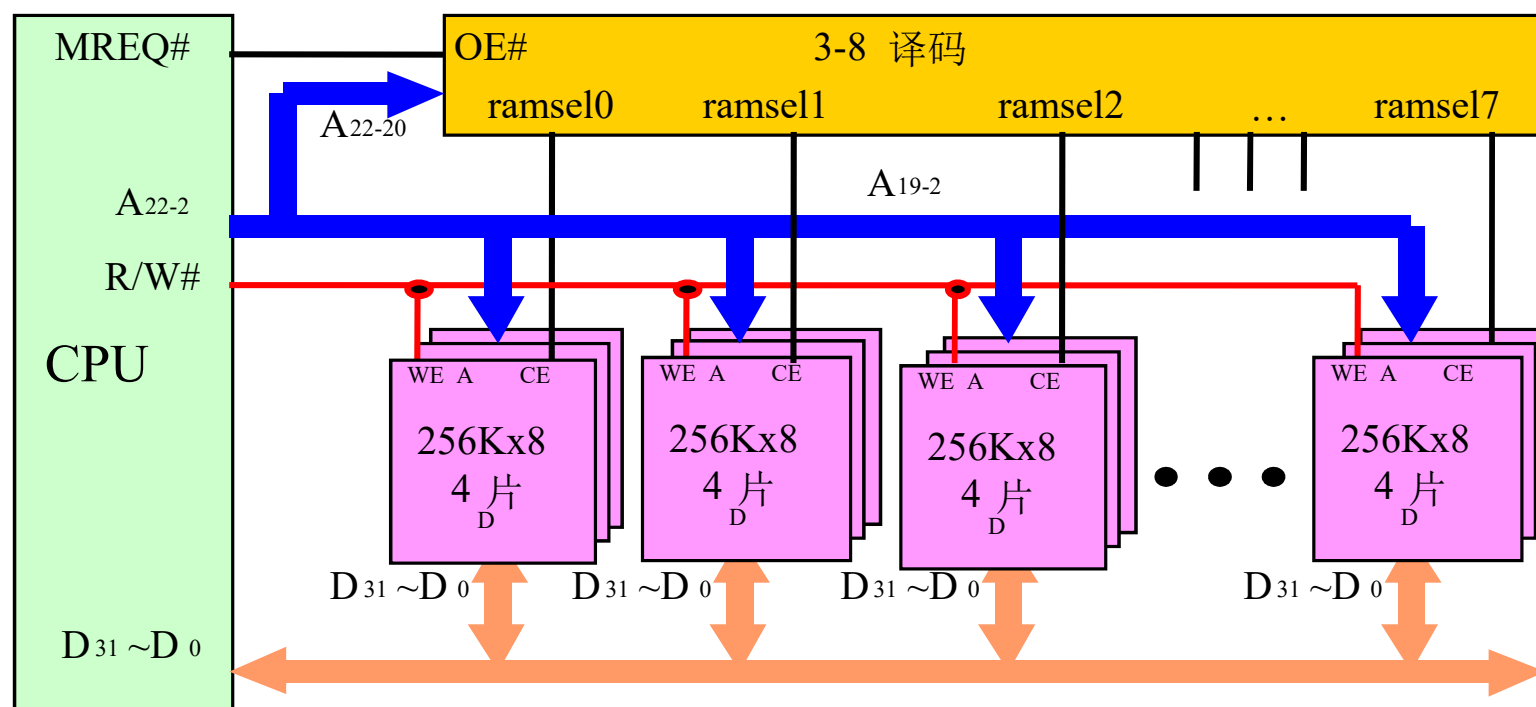 MREQ# OE# 3-8 译码
ramsel0 ramsel1 ramsel2 … ramsel7
A22-20
A22-2 A19-2
R/W#
CPU
WE A CE WE A CE WE A CE WE A CE
256Kx8 256Kx8 256Kx8 256Kx8
4 片 4 片 4 片 4 片
D D D D
D31~D0 D31~D0 D31~D0 D31~D0
D31~D0